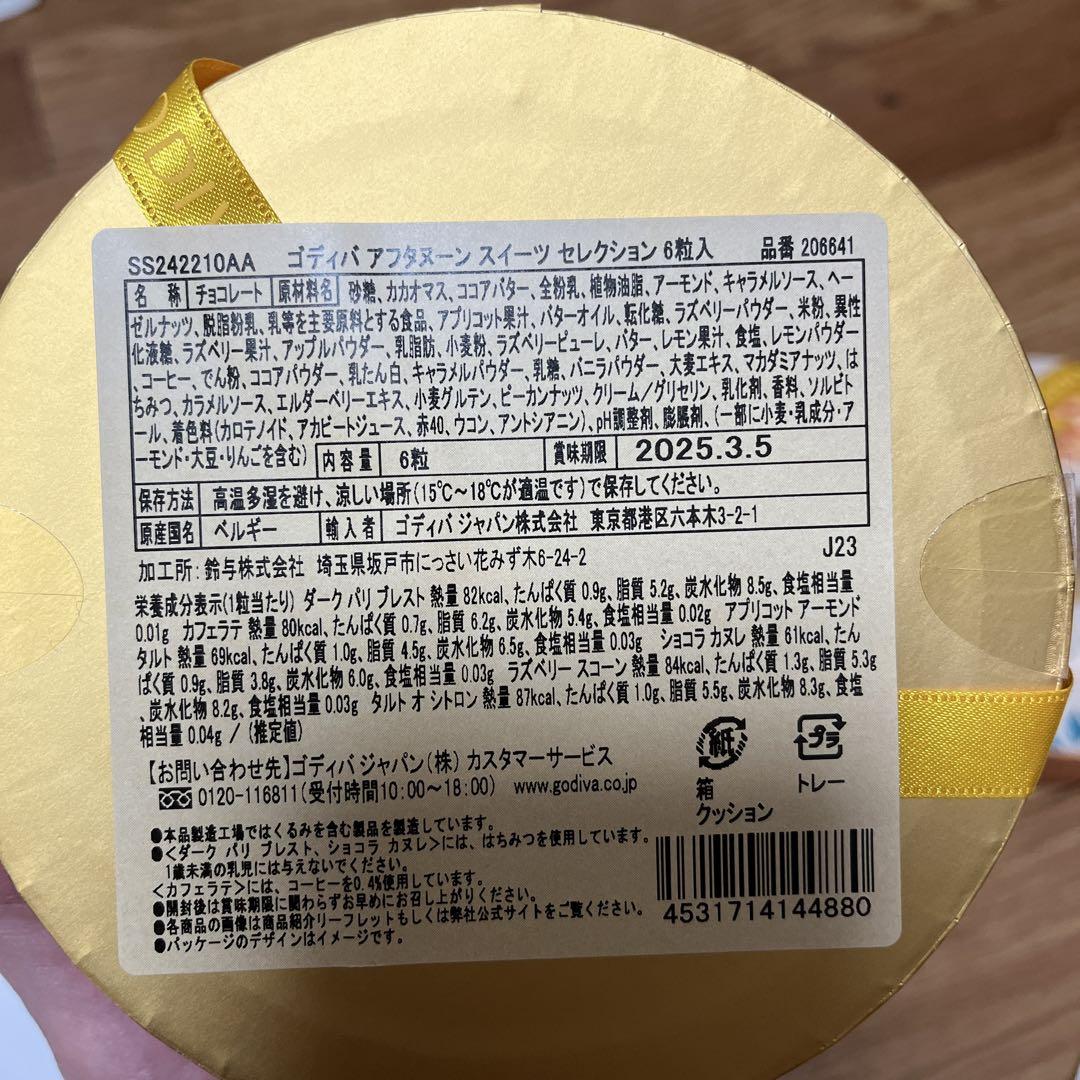 ODIV
SS242210AA ゴディバ アフタヌーン スイーツ セレクション 6粒入 品番 206641
名 称 チョコレート 原材料名 砂糖、カカオマス、ココアバター、全粉乳、植物油脂、アーモンド、キャラメルソース、ヘー
ゼルナッツ、脱脂粉乳、乳等を主要原料とする食品、アプリコット果汁、バターオイル、転化糖、ラズベリーパウダー、米粉、異性
化液糖、ラズベリー果汁、アップルパウダー、乳脂肪、小麦粉、ラズベリーピューレ、バター、レモン果汁、食塩、レモンパウダー
、コーヒー、でん粉、ココアパウダー、乳たん白、キャラメルパウダー、乳糖、バニラパウダー、大麦エキス、マカダミアナッツ、は
ちみつ、カラメルソース、エルダーベリーエキス、小麦グルテン、ピーカンナッツ、クリーム／グリセリン、乳化剤、香料、ソルビト
ール、着色料(カロテノイド、アカビートジュース、赤40、ウコン、アントシアニン)、pH調整剤、膨脹剤、(一部に小麦・乳成分・ア
ーモンド・大豆・りんごを含む) 内容量 6粒 賞味期限 2025.3.5
保存方法 高温多湿を避け、涼しい場所(15℃～18℃が適温です)で保存してください。
原産国名 ベルギー 輸入者 ゴディバ ジャパン株式会社 東京都港区六本木3-2-1
加工所: 鈴与株式会社 埼玉県坂戸市にっさい花みず木6-24-2 J23
栄養成分表示(1粒当たり) ダーク パリ ブレスト 熱量 82kcal、たんぱく質 0.9g、脂質 5.2g、炭水化物 8.5g、食塩相当量
0.01g カフェラテ 熱量 80kcal、たんぱく質 0.7g、脂質 6.2g、炭水化物 5.4g、食塩相当量 0.02g アプリコット アーモンド
タルト 熱量 69kcal、たんぱく質 1.0g、脂質 4.5g、炭水化物 6.5g、食塩相当量 0.03g ショコラ カヌレ 熱量 61kcal、たん
ぱく質 0.9g、脂質 3.8g、炭水化物 6.0g、食塩相当量 0.03g ラズベリー スコーン 熱量 84kcal、たんぱく質 1.3g、脂質 5.3g
、炭水化物 8.2g、食塩相当量 0.03g タルト オ シトロン 熱量 87kcal、たんぱく質 1.0g、脂質 5.5g、炭水化物 8.3g、食塩
相当量 0.04g / (推定値)
【お問い合わせ先】ゴディバ ジャパン(株) カスタマーサービス
0120-116811(受付時間10:00～18:00) www.godiva.co.jp
紙
箱
クッション
プラ
トレー
●本品製造工場ではくるみを含む製品を製造しています。
●<ダーク パリ ブレスト、ショコラ カヌレ>には、はちみつを使用しています。
1歳未満の乳児には与えないでください。
<カフェラテ>には、コーヒーを0.4%使用しています。
●開封後は賞味期限に関わらずお早めにお召し上がりください。
●各商品の画像は商品紹介リーフレットもしくは弊社公式サイトをご覧ください。
●パッケージのデザインはイメージです。
4531714144880